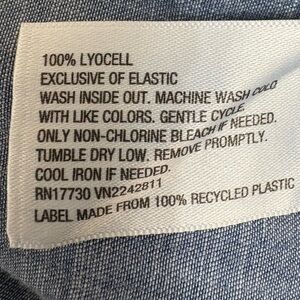 100% LYOCELL
EXCLUSIVE OF ELASTIC
WASH INSIDE OUT. MACHINE WASH COLD
WITH LIKE COLORS. GENTLE CYCLE.
ONLY NON-CHLORINE BLEACH IF NEEDED.
TUMBLE DRY LOW. REMOVE PROMPTLY.
COOL IRON IF NEEDED.
RN17730 VN2242811
LABEL MADE FROM 100% RECYCLED PLASTIC